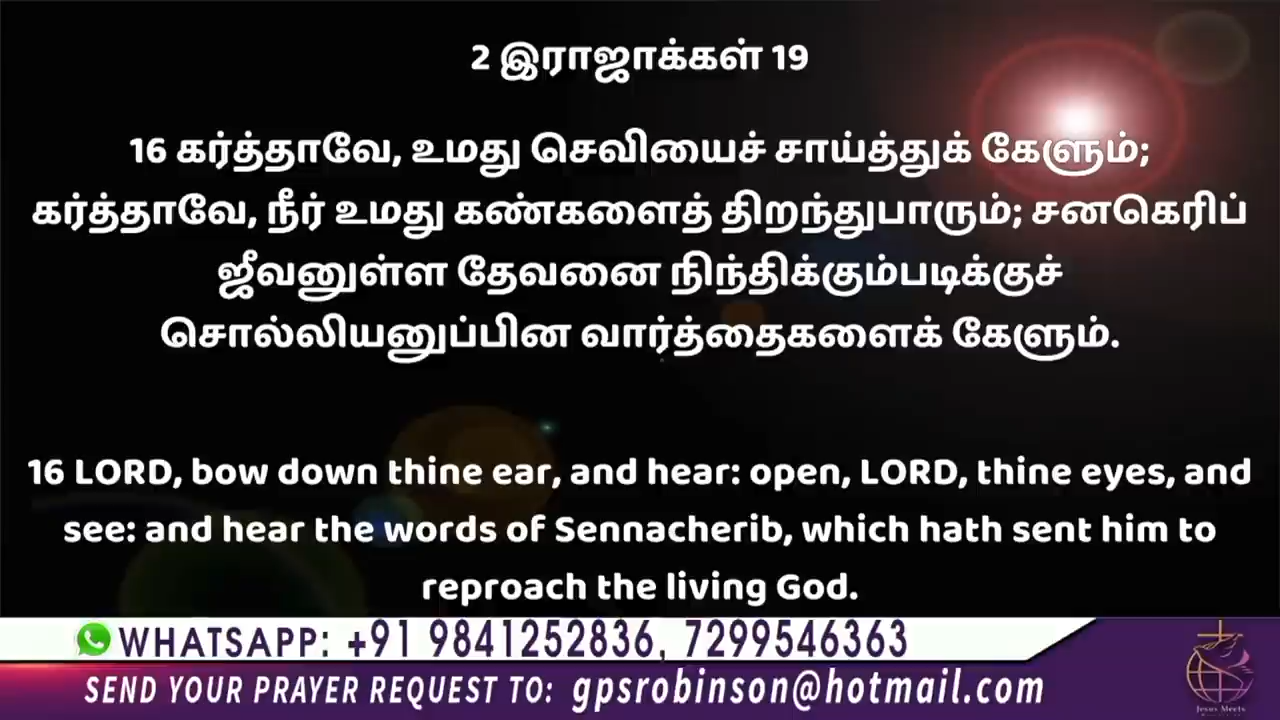 2 இராஜாக்கள் 19
16 கர்த்தாவே, உமது செவியைச் சாய்த்துக் கேளும்;
கர்த்தாவே, நீர் உமது கண்களைத் திறந்துபாரும்; சனகெரிப்
ஜீவனுள்ள தேவனை நிந்திக்கும்படிக்குச்
சொல்லியனுப்பின வார்த்தைகளைக் கேளும்.
16 LORD, bow down thine ear, and hear: open, LORD, thine eyes, and
see: and hear the words of Sennacherib, which hath sent him to
reproach the living God.
WHATSAPP: +91 9841252836, 7299546363
SEND YOUR PRAYER REQUEST TO: gpsrobinson@hotmail.com
Jesus Meets